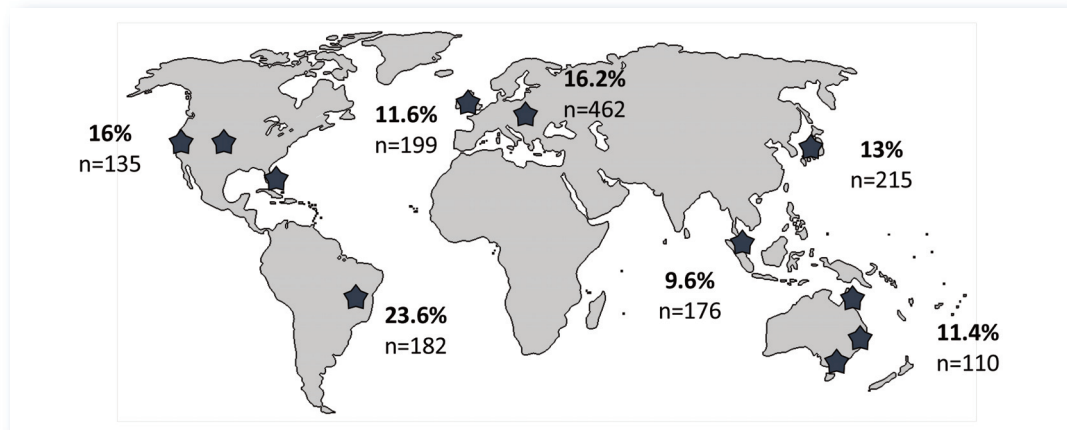 16.2%
n=462
11.6%
n=199
16%
n=135
13%
n=215
9.6%
n=176
23.6%
n=182
11.4%
n=110